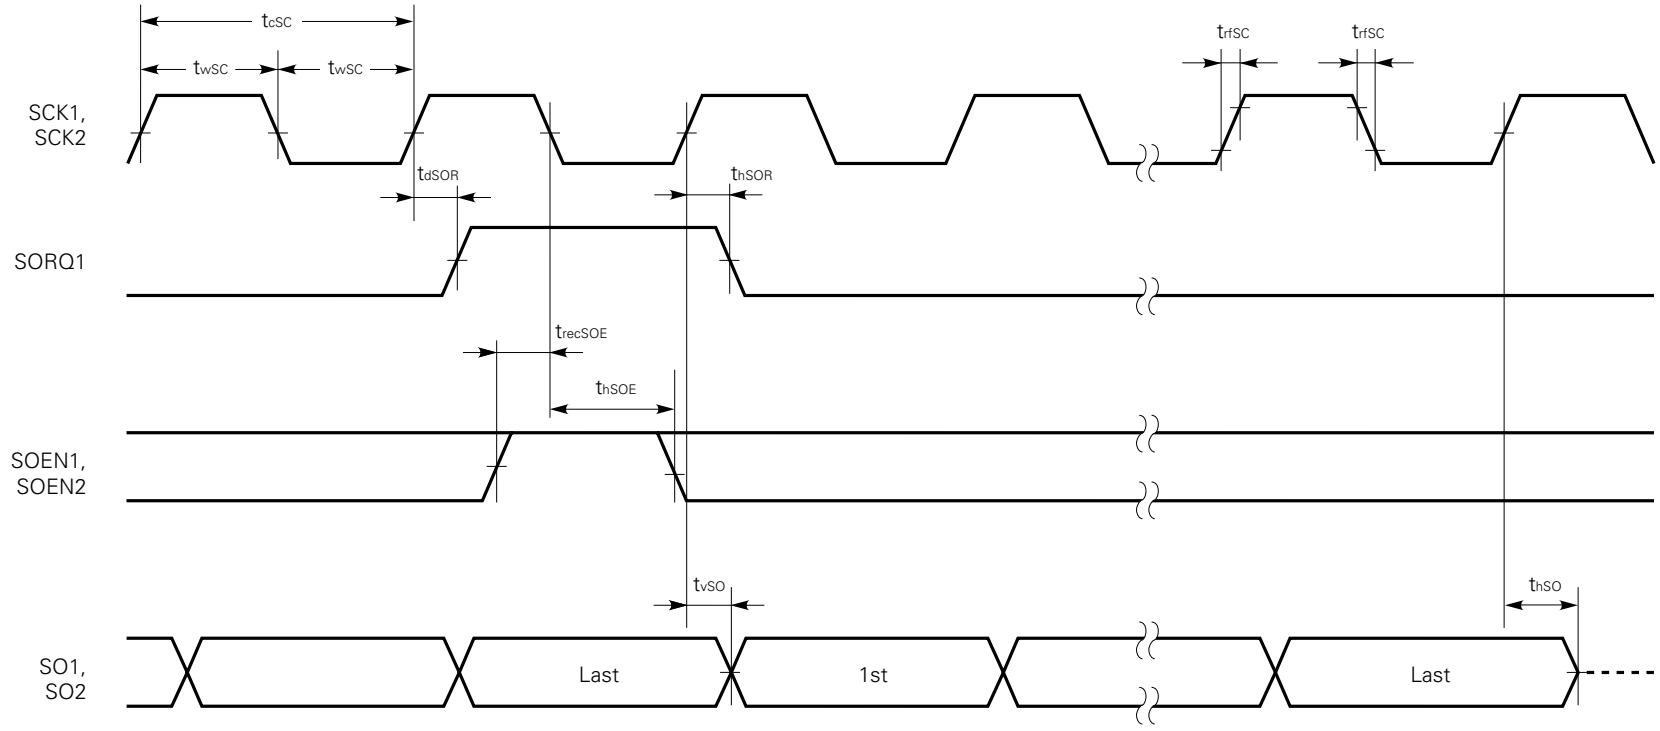 tcSC
twSC
twSC
trfSC
trfSC
SCK1,
SCK2
tdSOR
thSOR
SORQ1
trecSOE
thSOE
SOEN1,
SOEN2
tvSO
thSO
SO1,
SO2
Last
1st
Last